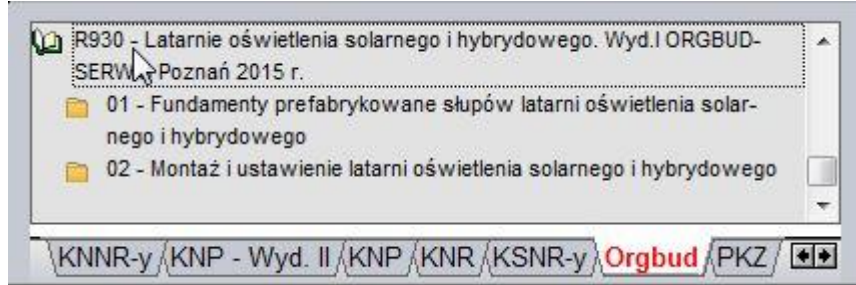 R930 - Latarnie oświetlenia solarnego i hybrydowego. Wyd.I ORGBUD-
Poznań 2015 r.
01 - Fundamenty prefabrykowane słupów latarni oświetlenia solar-
nego i hybrydowego
02 - Montaż i ustawienie latarni oświetlenia solarnego i hybrydowego
KNNR-y KNP - Wyd. II KNP KNR KSNR-y Orgbud PKZ